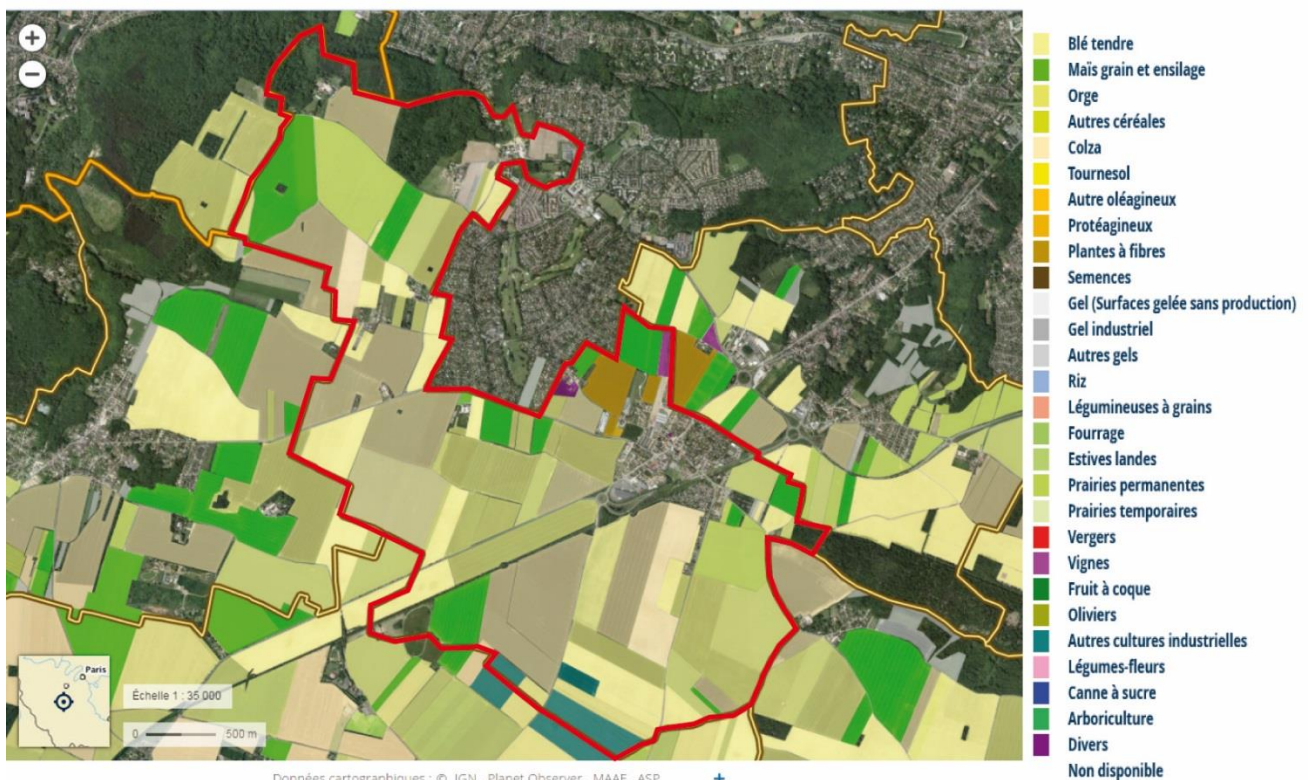 +
−
Paris
Échelle 1 : 35 000
0 500 m
Données cartographiques : © IGN, Planet Observer, MAAF, ASP
+
Blé tendre
Maïs grain et ensilage
Orge
Autres céréales
Colza
Tournesol
Autre oléagineux
Protéagineux
Plantes à fibres
Semences
Gel (Surfaces gelée sans production)
Gel industriel
Autres gels
Riz
Légumineuses à grains
Fourrage
Estives landes
Prairies permanentes
Prairies temporaires
Vergers
Vignes
Fruit à coque
Oliviers
Autres cultures industrielles
Légumes-fleurs
Canne à sucre
Arboriculture
Divers
Non disponible